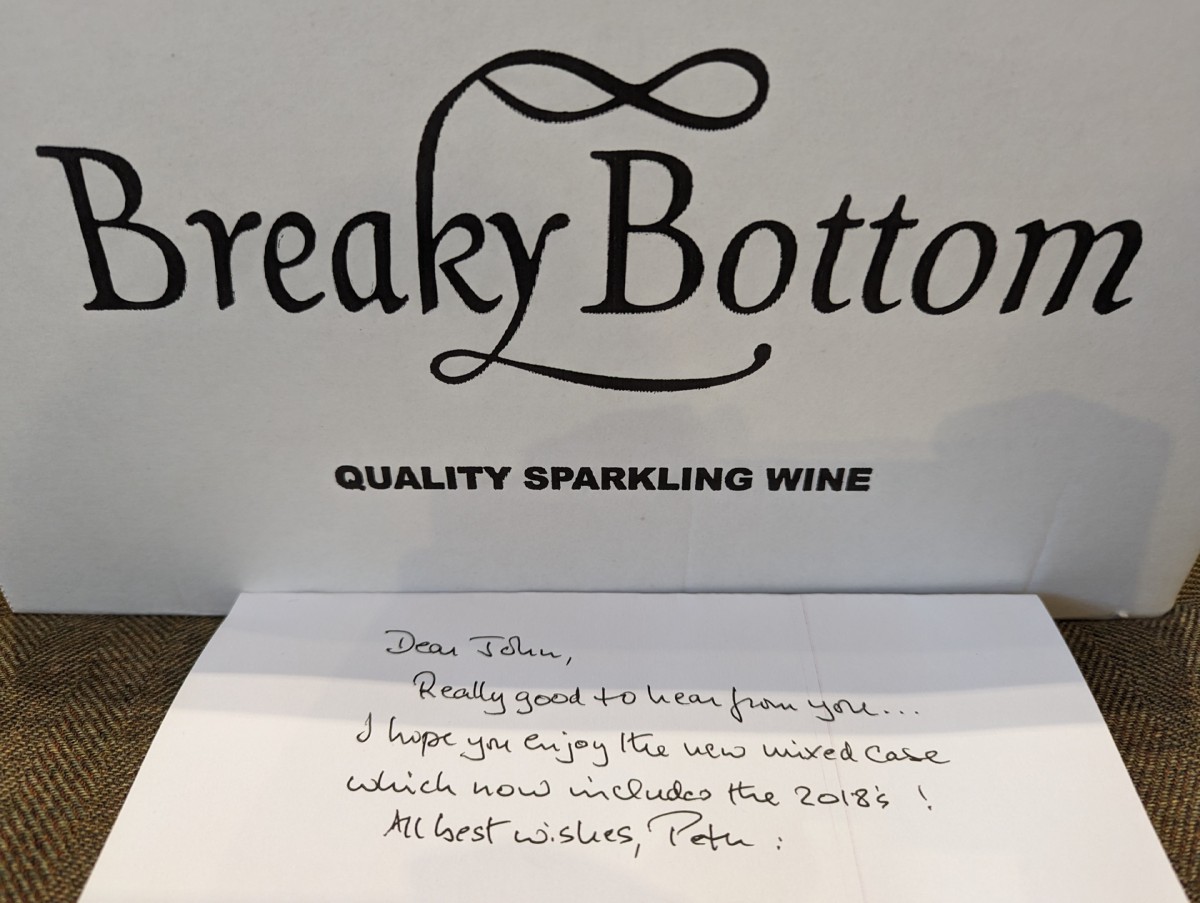 Breaky Bottom
QUALITY SPARKLING WINE
Dear John,
Really good to hear from you...
I hope you enjoy the new mixed case
which now includes the 2018's !
All best wishes, Peter :